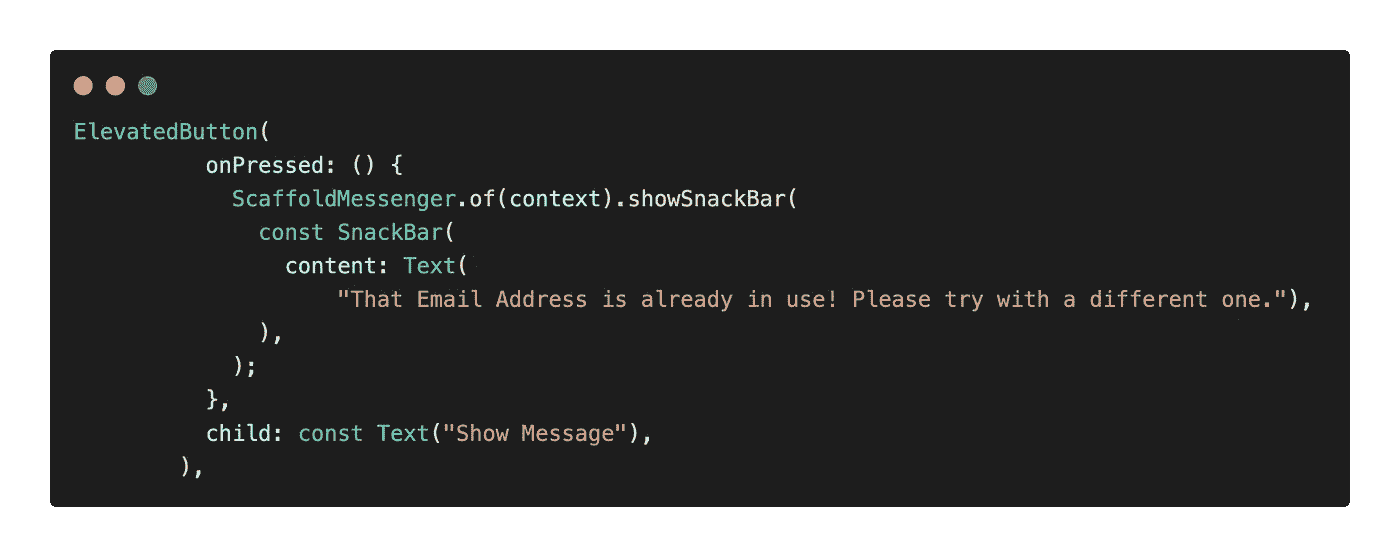 ElevatedButton(
onPressed: () {
ScaffoldMessenger.of(context).showSnackBar(
const SnackBar(
content: Text(
"That Email Address is already in use! Please try with a different one."),
),
);
},
child: const Text("Show Message"),
),